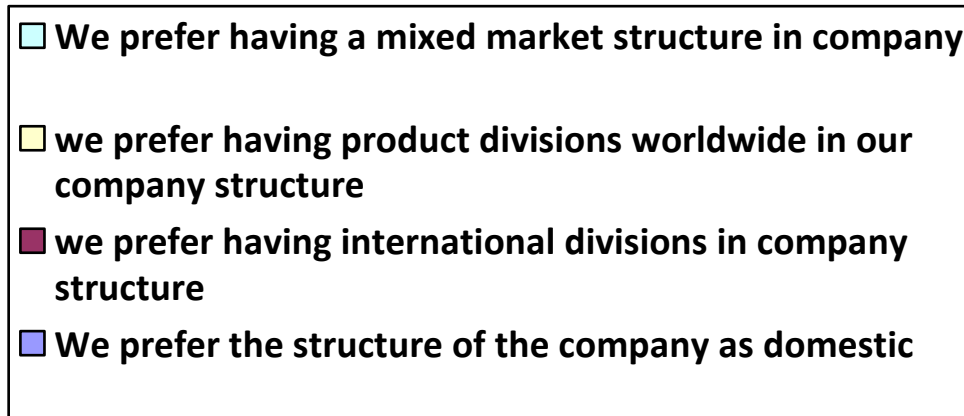 We prefer having a mixed market structure in company
we prefer having product divisions worldwide in our
company structure
we prefer having international divisions in company
structure
We prefer the structure of the company as domestic